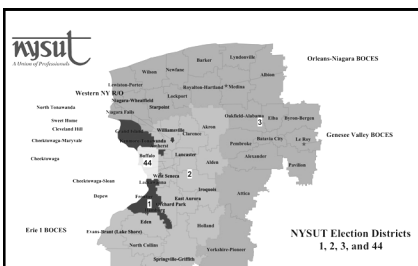 nysut
A Union of Professionals
Orleans-Niagara BOCES
Barker
Lyndonville
Wilson
Newfane
Albion
Lewiston-Porter
Royalton-Hartland
Medina
Western NY R/O
Niagara-Wheatfield
Lockport
Starpoint
North Tonawanda
Niagara Falls
Oakfield-Alabama
Elba
Byron-Bergen
3
Sweet Home
Williamsville
Akron
Cleveland Hill
Clarence
Genesee Valley BOCES
Cheektowaga-Maryvale
Batavia City
Le Roy
Pembroke
Buffalo
Lancaster
Alexander
Cheektowaga
44
Alden
Pavilion
West Seneca
2
Cheektowaga-Sloan
Iroquois
Attica
Depew
East Aurora
1
Orchard Park
Eden
Erie 1 BOCES
Evans-Brant (Lake Shore)
Holland
NYSUT Election Districts
1, 2, 3, and 44
North Collins
Yorkshire-Pioneer
Springville-Griffith